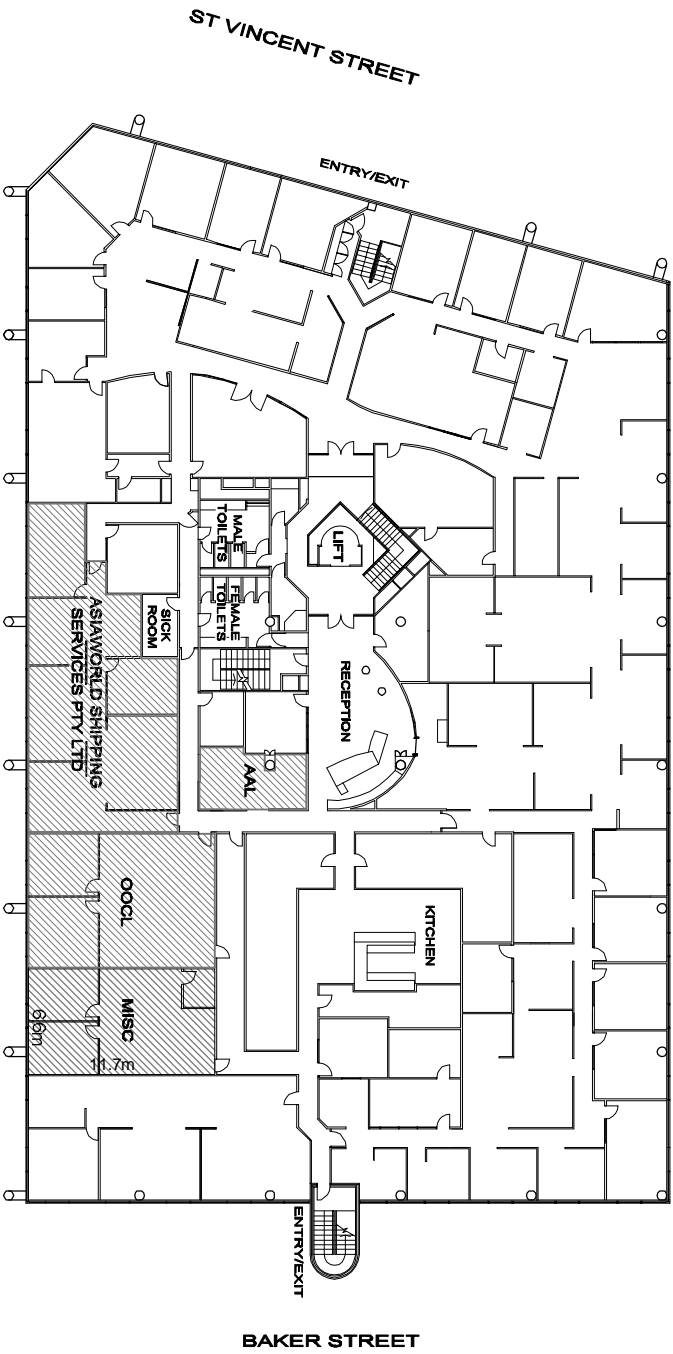 ST VINCENT STREET
ENTRY/EXIT
MALE
TOILETS
LIFT
FEMALE
TOILETS
SICK
ROOM
ASIAWORLD SHIPPING
SERVICES PTY LTD
RECEPTION
AAL
OOCL
KITCHEN
MISC
6.6m
11.7m
ENTRY/EXIT
BAKER STREET